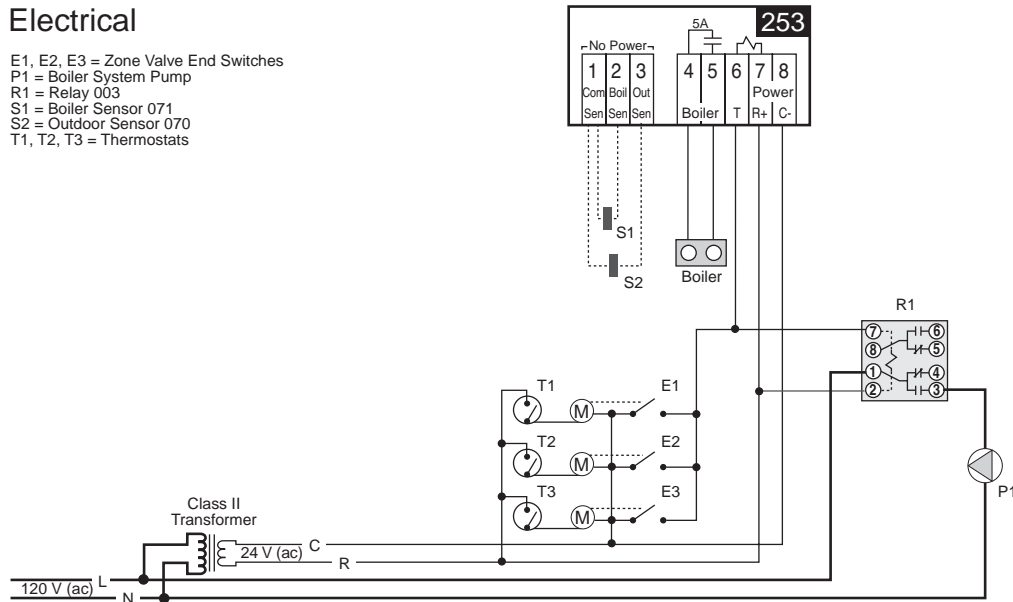 Electrical
E1, E2, E3 = Zone Valve End Switches
P1 = Boiler System Pump
R1 = Relay 003
S1 = Boiler Sensor 071
S2 = Outdoor Sensor 070
T1, T2, T3 = Thermostats
253
5A
No Power
1 2 3 4 5 6 7 8
Com Boil Out Power
Sen Sen Sen Boiler T R+ C-
S1
S2
Boiler
R1
7 6
8 5
1 4
2 3
T1 M E1
T2 M E2
T3 M E3
P1
Class II
Transformer
24 V (ac)
C
R
120 V (ac)
L
N